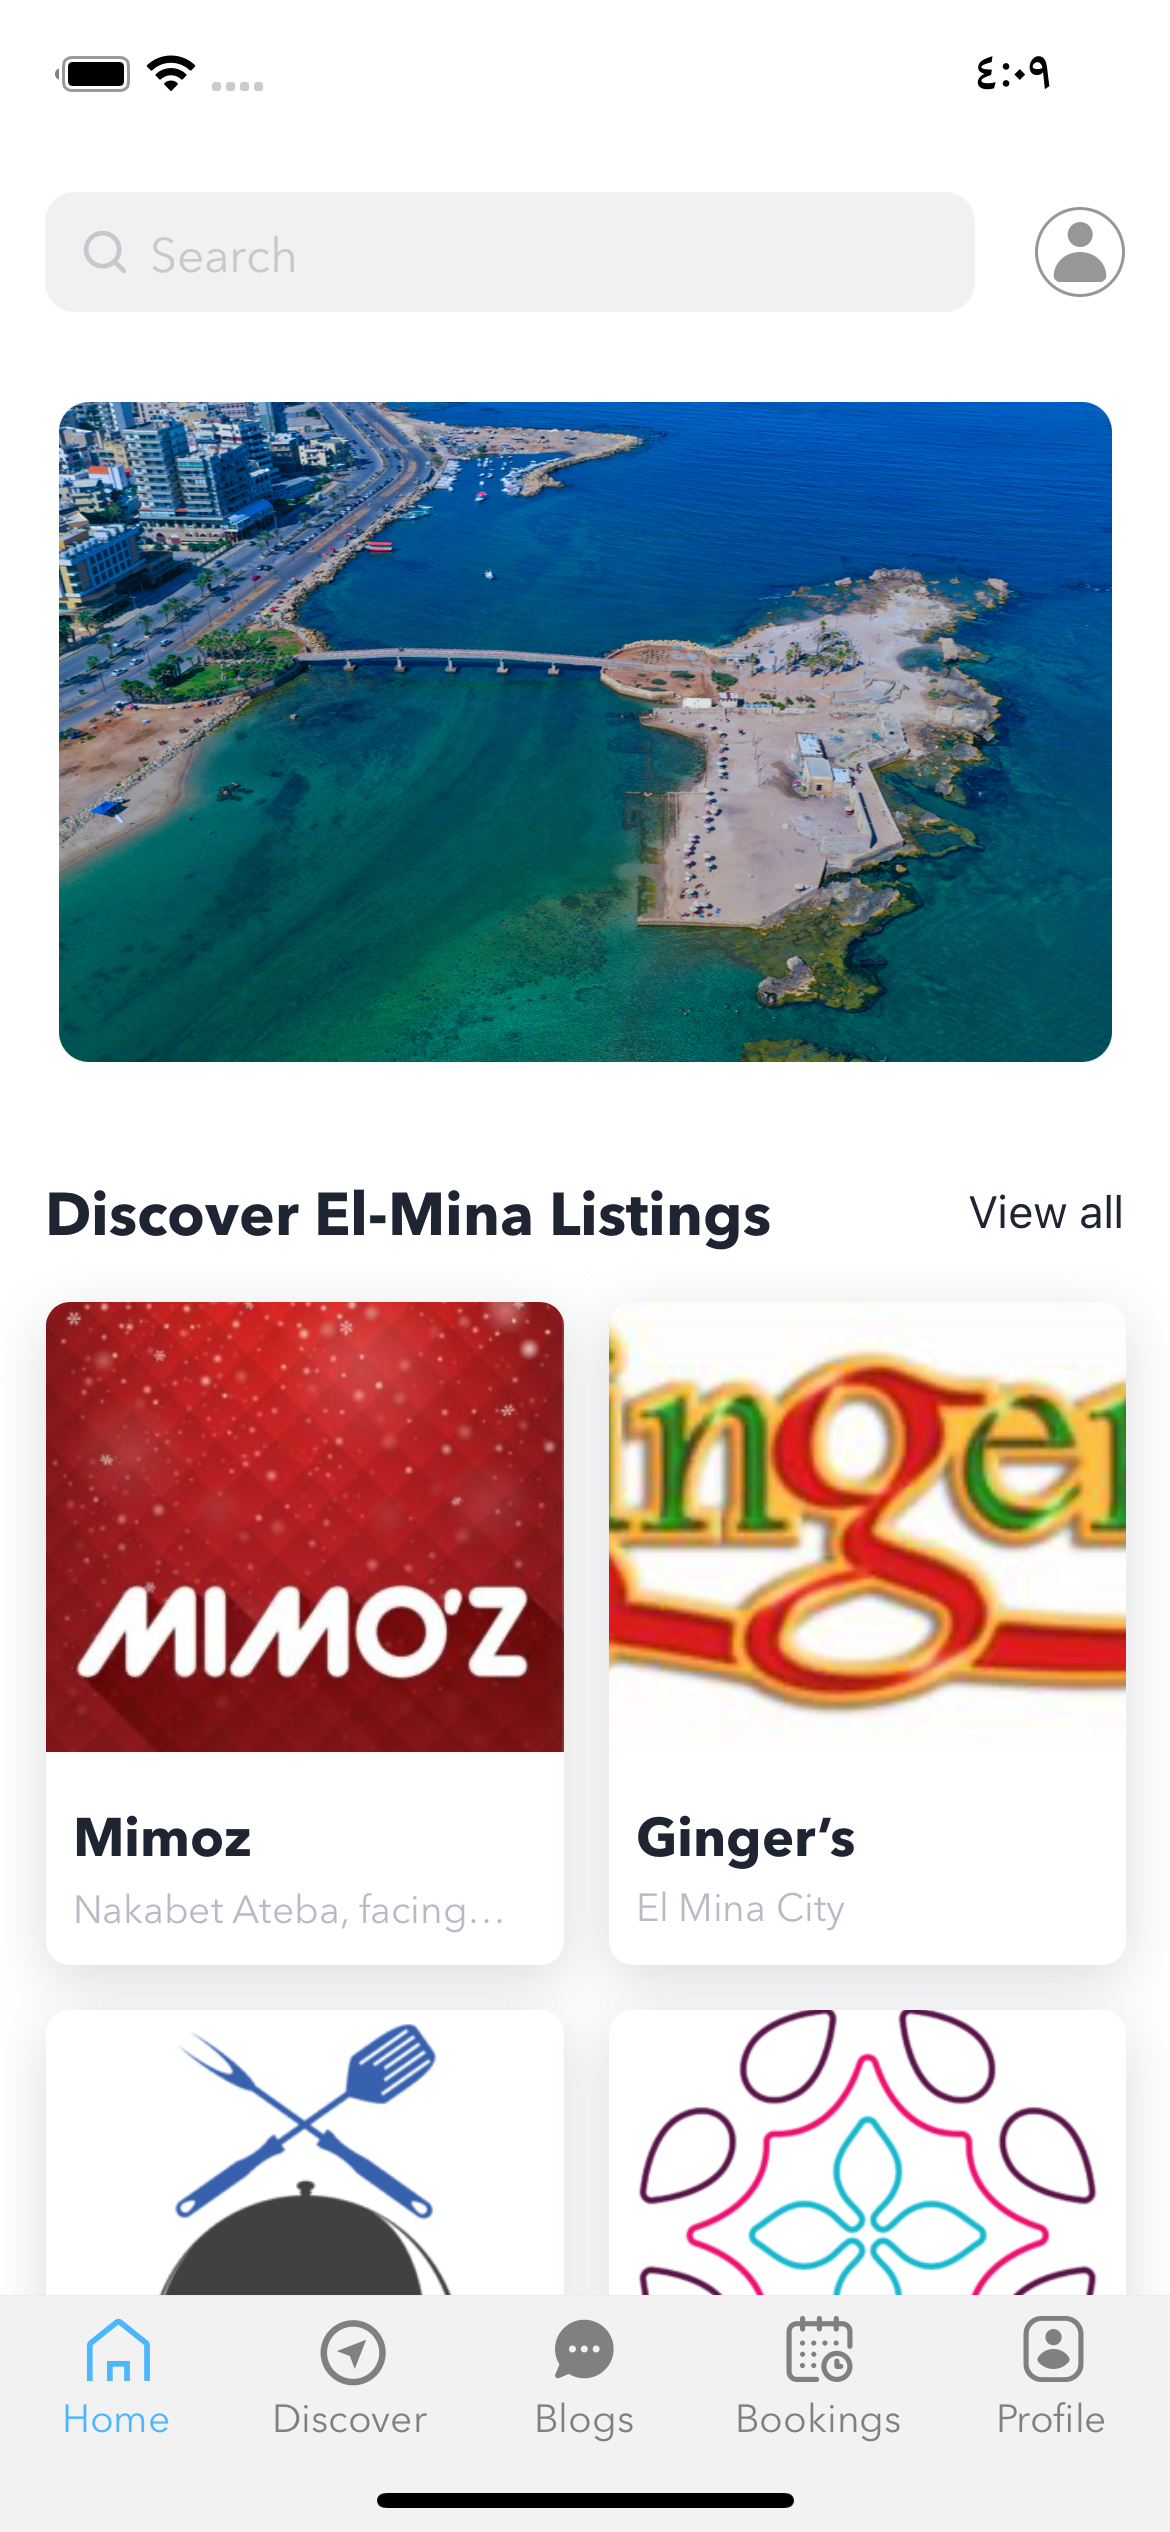 ٤:٠٩
Search
Discover El-Mina Listings
View all
MIMO'Z
inger
Mimoz
Nakabet Ateba, facing...
Ginger’s
El Mina City
Home
Discover
Blogs
Bookings
Profile